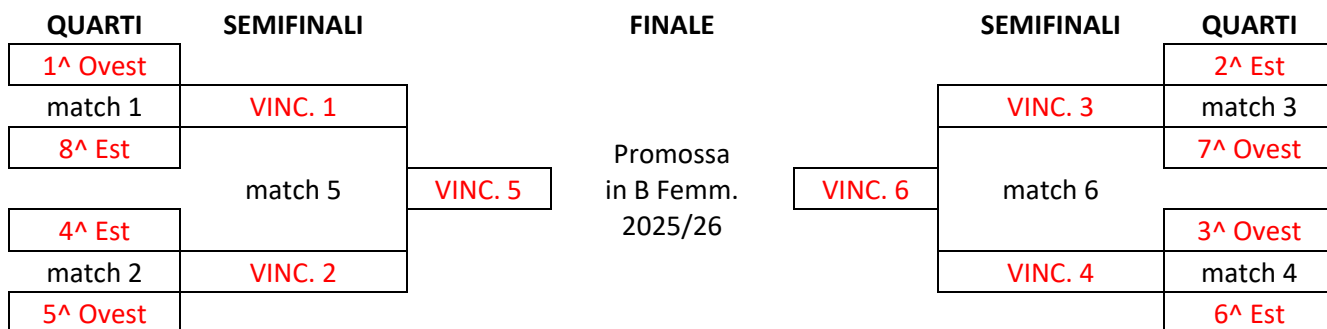 QUARTI SEMIFINALI FINALE SEMIFINALI QUARTI
1^ Ovest 2^ Est
match 1 VINC. 1 VINC. 3 match 3
8^ Est Promossa 7^ Ovest
match 5 VINC. 5 in B Femm. VINC. 6 match 6
4^ Est 2025/26 3^ Ovest
match 2 VINC. 2 VINC. 4 match 4
5^ Ovest 6^ Est